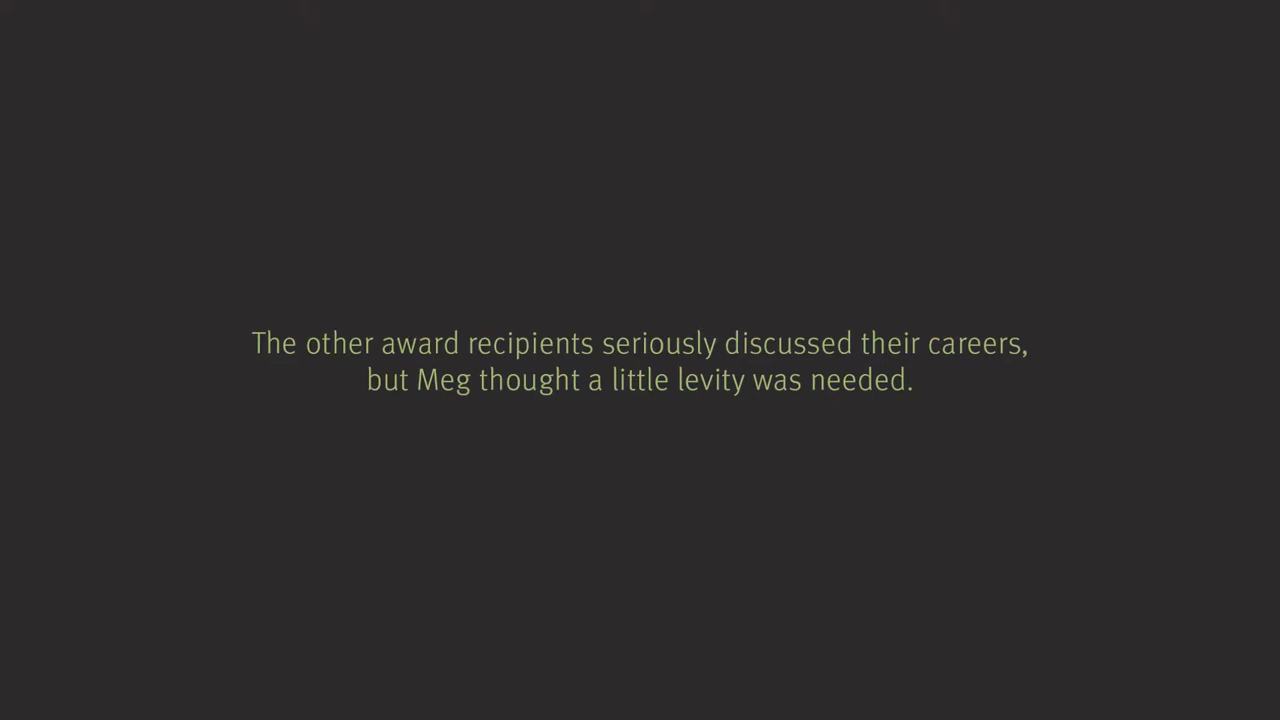 The other award recipients seriously discussed their careers,
but Meg thought a little levity was needed.